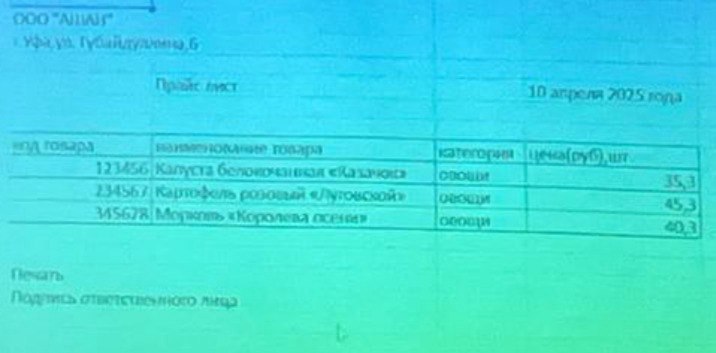 ООО "АШАН"
г.Уфа,ул. Губайдуллина,6
Прайс лист
10 апреля 2025 года
код товара наименование товара категория цена(руб),шт
123456 Капуста белокочанная «Казачок» овощи 35,3
234567 Картофель розовый «Луговской» овощи 45,3
345678 Морковь «Королева осени» овощи 40,3
Печать
Подпись ответственного лица